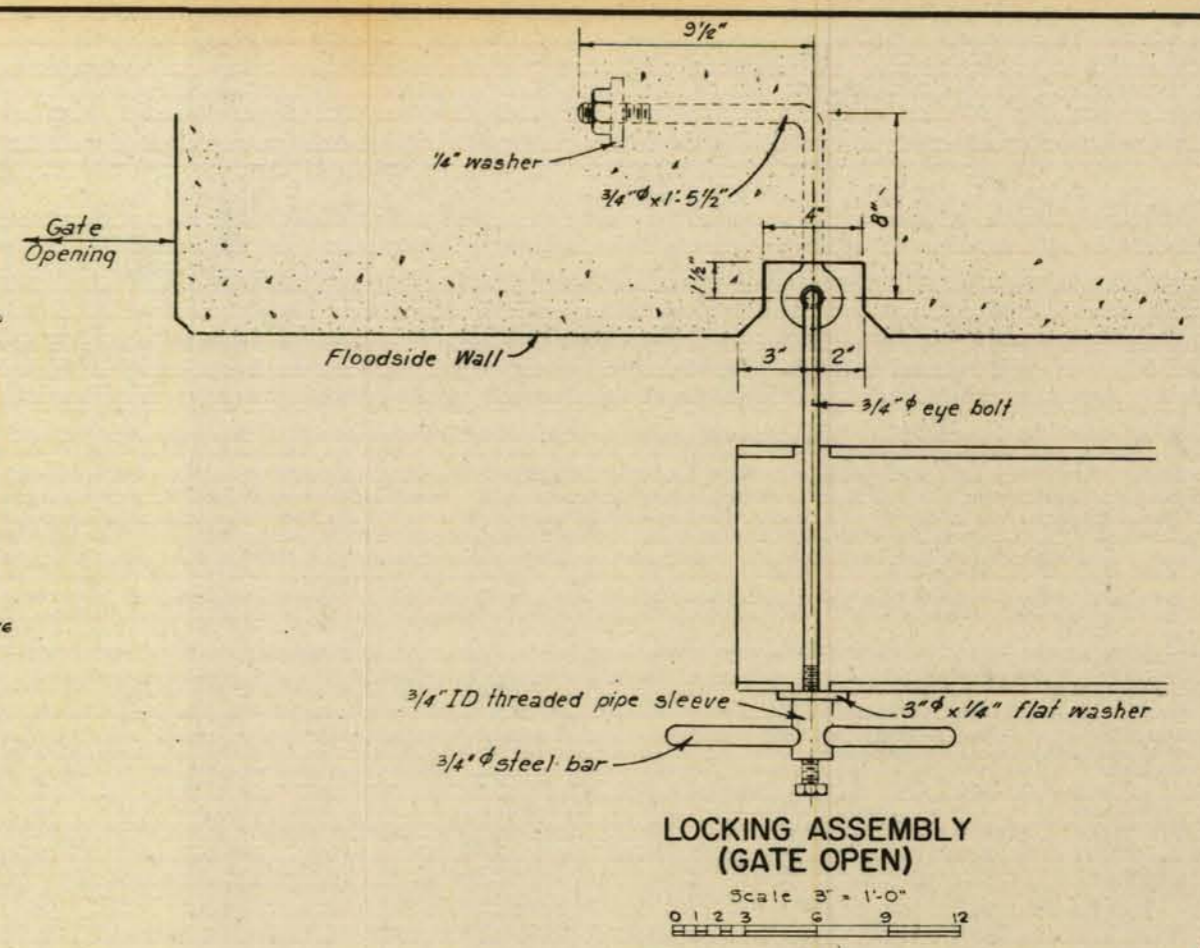 9½"
¼" washer
¾"ϕ x 1'-5½"
8"
4"
Gate
Opening
1½"
Floodside Wall
3"
2"
3/4"ϕ eye bolt
3/4" ID threaded pipe sleeve
3"ϕ x ¼" flat washer
3/4"ϕ steel bar
LOCKING ASSEMBLY
(GATE OPEN)
Scale 3" = 1'-0"
0 1 2 3 6 9 12